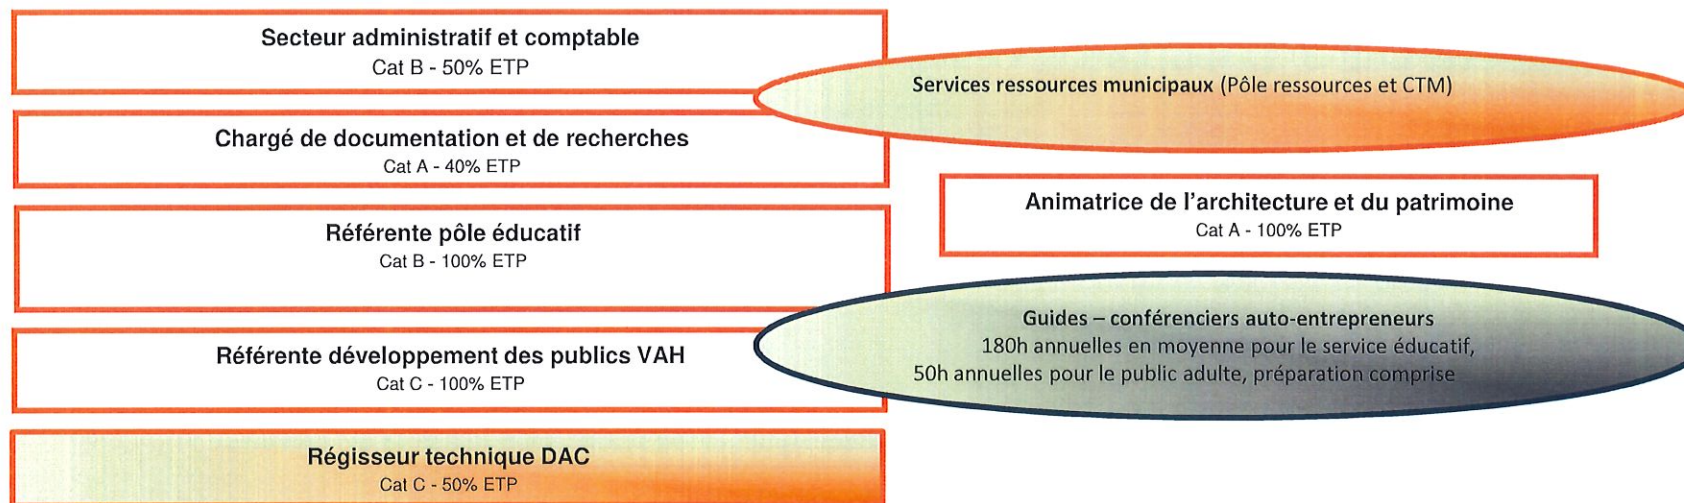 Secteur administratif et comptable
Cat B - 50% ETP
Chargé de documentation et de recherches
Cat A - 40% ETP
Référente pôle éducatif
Cat B - 100% ETP
Référente développement des publics VAH
Cat C - 100% ETP
Régisseur technique DAC
Cat C - 50% ETP
Services ressources municipaux (Pôle ressources et CTM)
Animatrice de l'architecture et du patrimoine
Cat A - 100% ETP
Guides – conférenciers auto-entrepreneurs
180h annuelles en moyenne pour le service éducatif,
50h annuelles pour le public adulte, préparation comprise